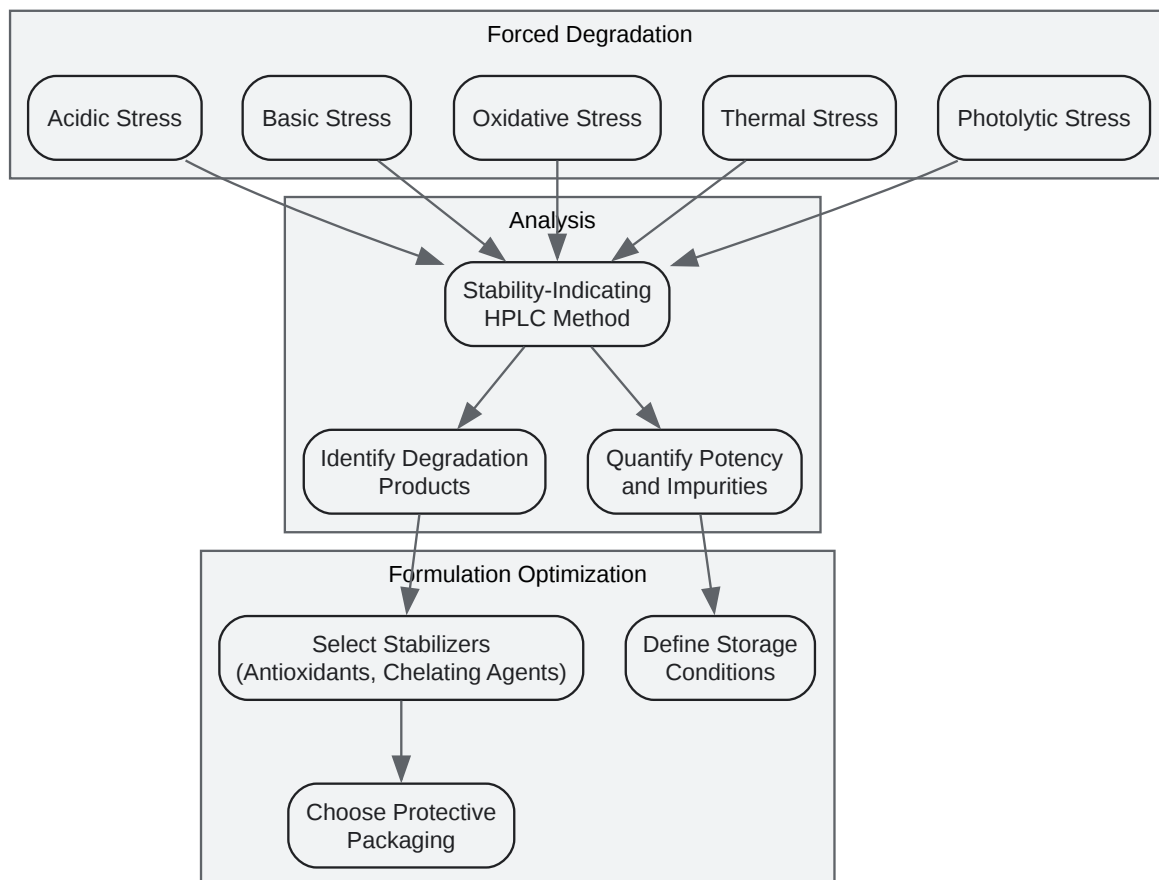 Forced Degradation
Acidic Stress
Basic Stress
Oxidative Stress
Thermal Stress
Photolytic Stress
Analysis
Stability-Indicating
HPLC Method
Identify Degradation
Products
Quantify Potency
and Impurities
Formulation Optimization
Select Stabilizers
(Antioxidants, Chelating Agents)
Define Storage
Conditions
Choose Protective
Packaging